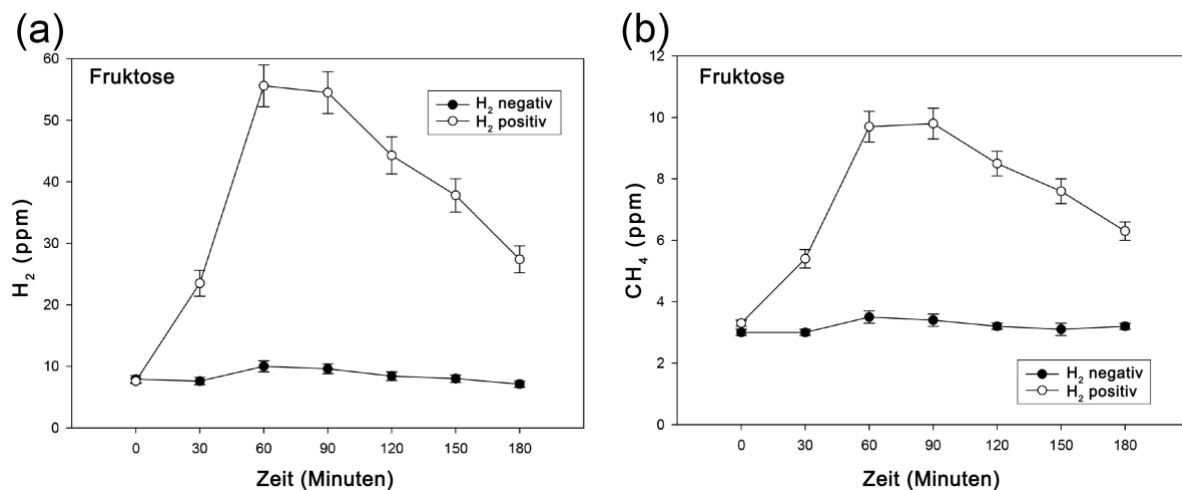 (a)
Fruktose
H₂ negativ
H₂ positiv
H₂ (ppm)
60
50
40
30
20
10
0
0 30 60 90 120 150 180
Zeit (Minuten)
(b)
Fruktose
H₂ negativ
H₂ positiv
CH₄ (ppm)
12
10
8
6
4
2
0
0 30 60 90 120 150 180
Zeit (Minuten)